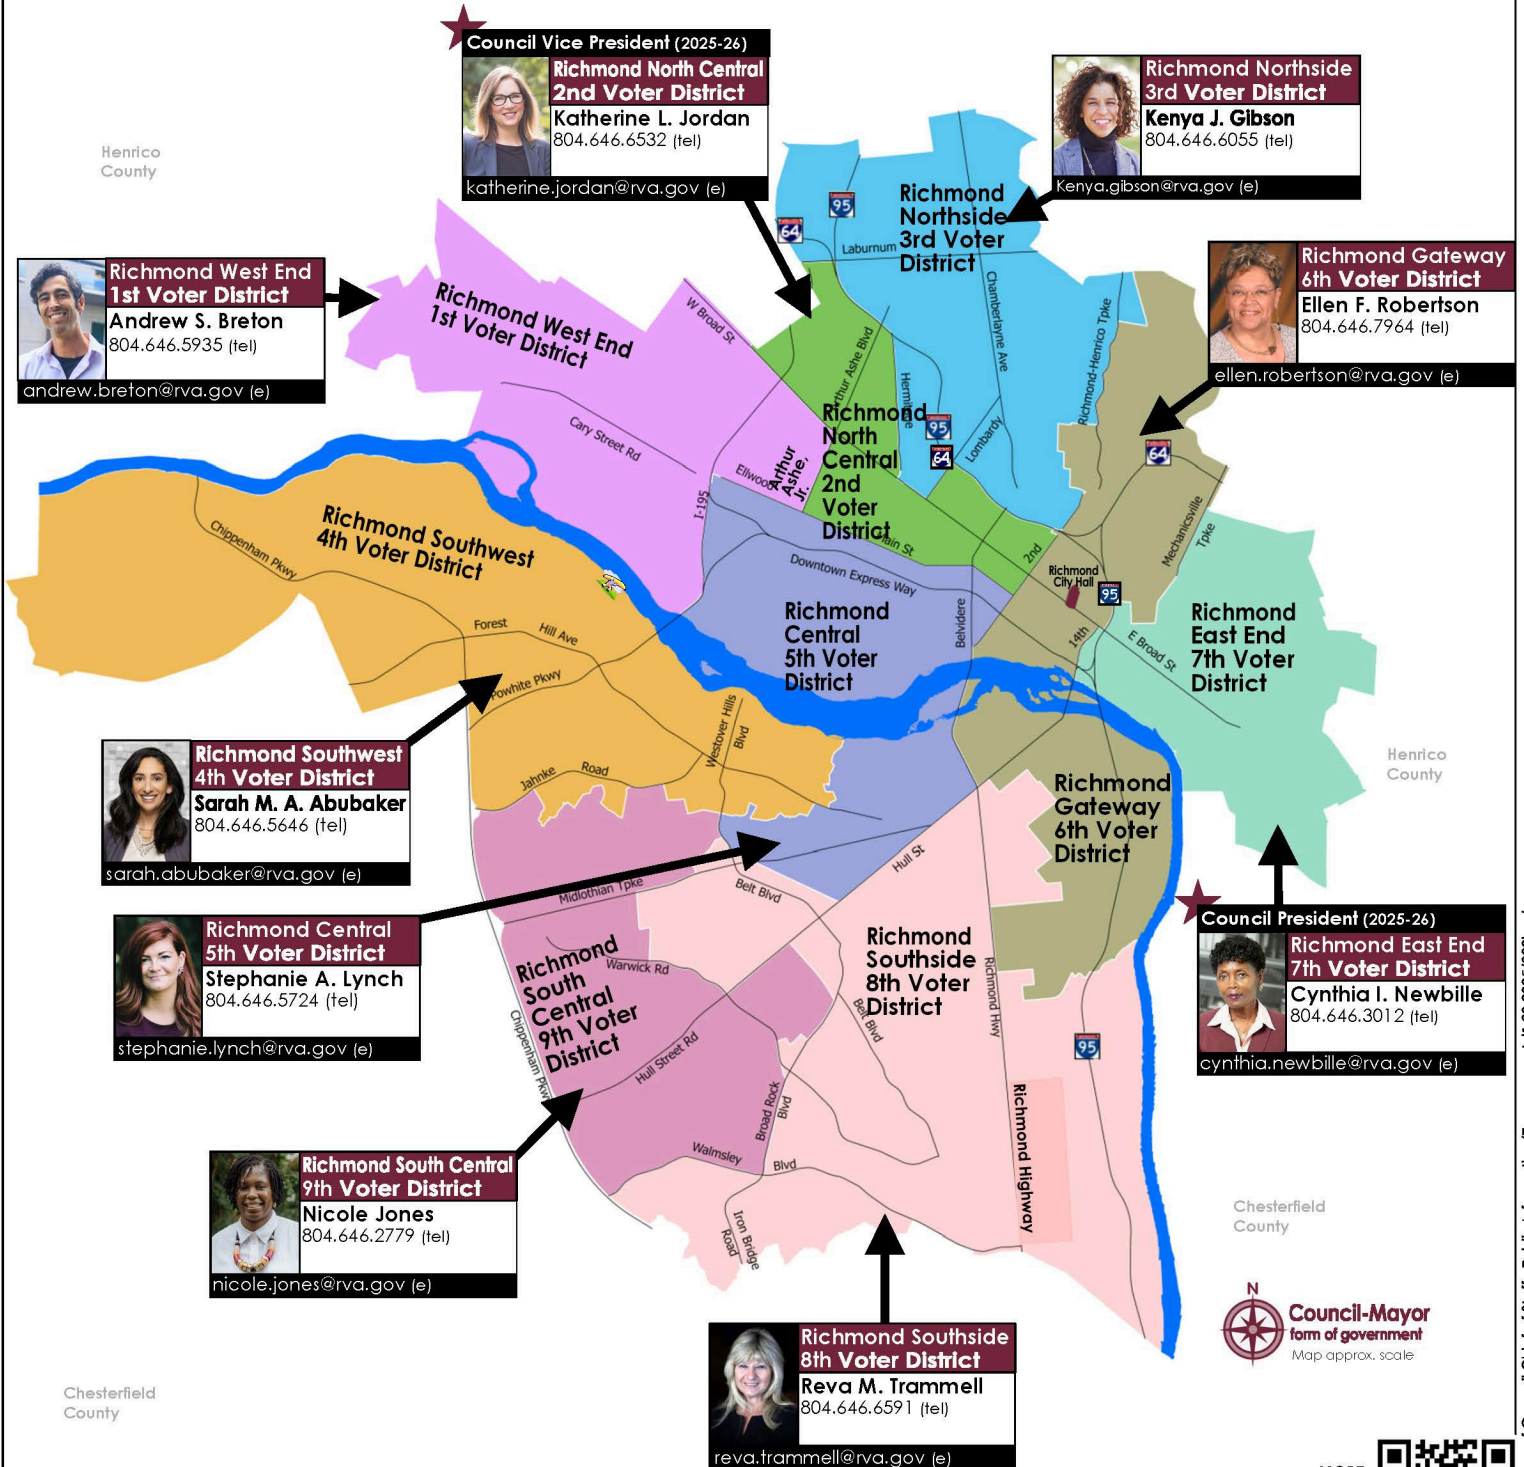 Council Vice President (2025-26)
Richmond North Central
2nd Voter District
Katherine L. Jordan
804.646.6532 (tel)
katherine.jordan@rva.gov (e)
Richmond Northside
3rd Voter District
Kenya J. Gibson
804.646.6055 (tel)
Kenya.gibson@rva.gov (e)
Henrico
County
Richmond West End
1st Voter District
Andrew S. Breton
804.646.5935 (tel)
andrew.breton@rva.gov (e)
Richmond Gateway
6th Voter District
Ellen F. Robertson
804.646.7964 (tel)
ellen.robertson@rva.gov (e)
Richmond
Northside
3rd Voter
District
95
64
Laburnum
Chamberlayne Ave
Richmond-Henrico Tpke
Richmond West End
1st Voter District
W Broad St
Cary Street Rd
Arthur Ashe Blvd
Hermitage
95
64
Lombardy
64
Richmond
North
Central
2nd
Voter
District
Ellwood
Arthur
Ashe,
Jr.
I-195
Main St
2nd
Mechanicsville
Tpke
Richmond
City Hall
95
Richmond Southwest
4th Voter District
Chippenham Pkwy
Downtown Express Way
Belvidere
14th
E Broad St
Richmond
Central
5th Voter
District
Richmond
East End
7th Voter
District
Forest
Hill Ave
Powhite Pkwy
Westover Hills
Blvd
Jahnke
Road
Richmond Southwest
4th Voter District
Sarah M. A. Abubaker
804.646.5646 (tel)
sarah.abubaker@rva.gov (e)
Henrico
County
Richmond
Gateway
6th Voter
District
Hull St
Midlothian Tpke
Belt Blvd
Richmond Central
5th Voter District
Stephanie A. Lynch
804.646.5724 (tel)
stephanie.lynch@rva.gov (e)
Council President (2025-26)
Richmond East End
7th Voter District
Cynthia I. Newbille
804.646.3012 (tel)
cynthia.newbille@rva.gov (e)
Richmond
South
Central
9th Voter
District
Warwick Rd
Richmond
Southside
8th Voter
District
Belt Blvd
Richmond Hwy
95
Chippenham Pkwy
Hull Street Rd
Broad Rock
Blvd
Richmond Highway
Walmsley
Blvd
Iron Bridge
Road
Richmond South Central
9th Voter District
Nicole Jones
804.646.2779 (tel)
nicole.jones@rva.gov (e)
Chesterfield
County
N
Council-Mayor
form of government
Map approx. scale
Richmond Southside
8th Voter District
Reva M. Trammell
804.646.6591 (tel)
reva.trammell@rva.gov (e)
Chesterfield
County